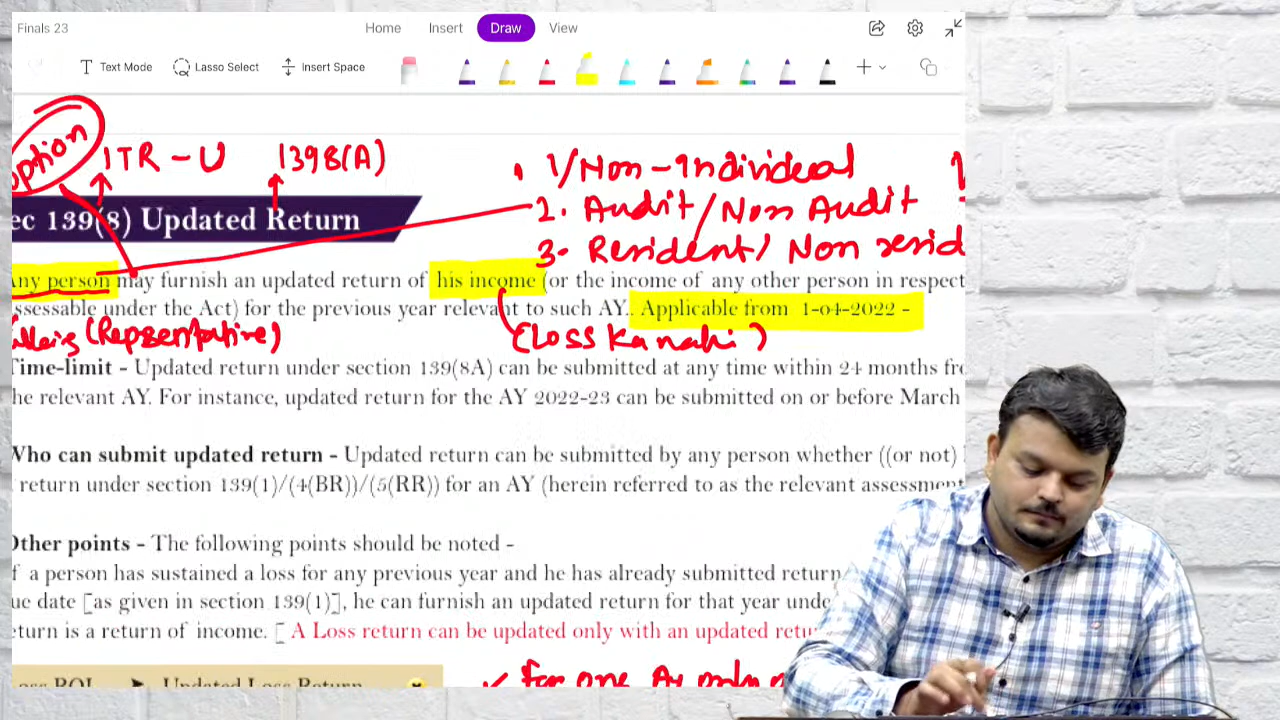 Finals 23
Home Insert Draw View
Text Mode Lasso Select Insert Space
option
ITR-U 1398(A)
1/Non-Individual
2. Audit/Non Audit
3. Resident/ Non resid
ec 139(8) Updated Return
Any person may furnish an updated return of his income (or the income of any other person in respect
ssessable under the Act) for the previous year relevant to such AY.. Applicable from 1-04-2022 -
(Representative) (Loss Ka nahi)
Time-limit - Updated return under section 139(8A) can be submitted at any time within 24 months fro
he relevant AY. For instance, updated return for the AY 2022-23 can be submitted on or before March
Who can submit updated return - Updated return can be submitted by any person whether ((or not)
return under section 139(1)/(4(BR))/(5(RR)) for an AY (herein referred to as the relevant assessment
Other points - The following points should be noted -
f a person has sustained a loss for any previous year and he has already submitted return
ue date [as given in section 139(1)], he can furnish an updated return for that year unde
eturn is a return of income. [ A Loss return can be updated only with an updated retu
for one AY only
Updated Loss Return